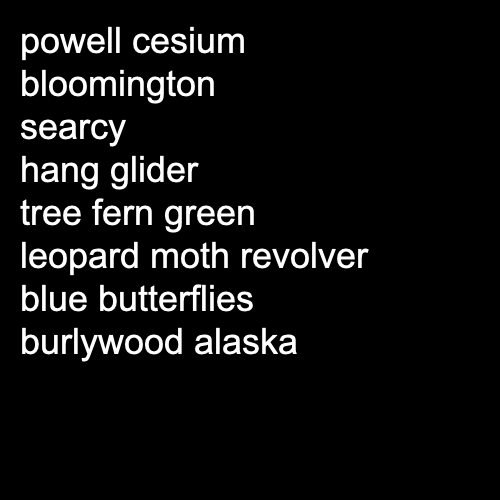 powell cesium
bloomington
searcy
hang glider
tree fern green
leopard moth revolver
blue butterflies
burlywood alaska